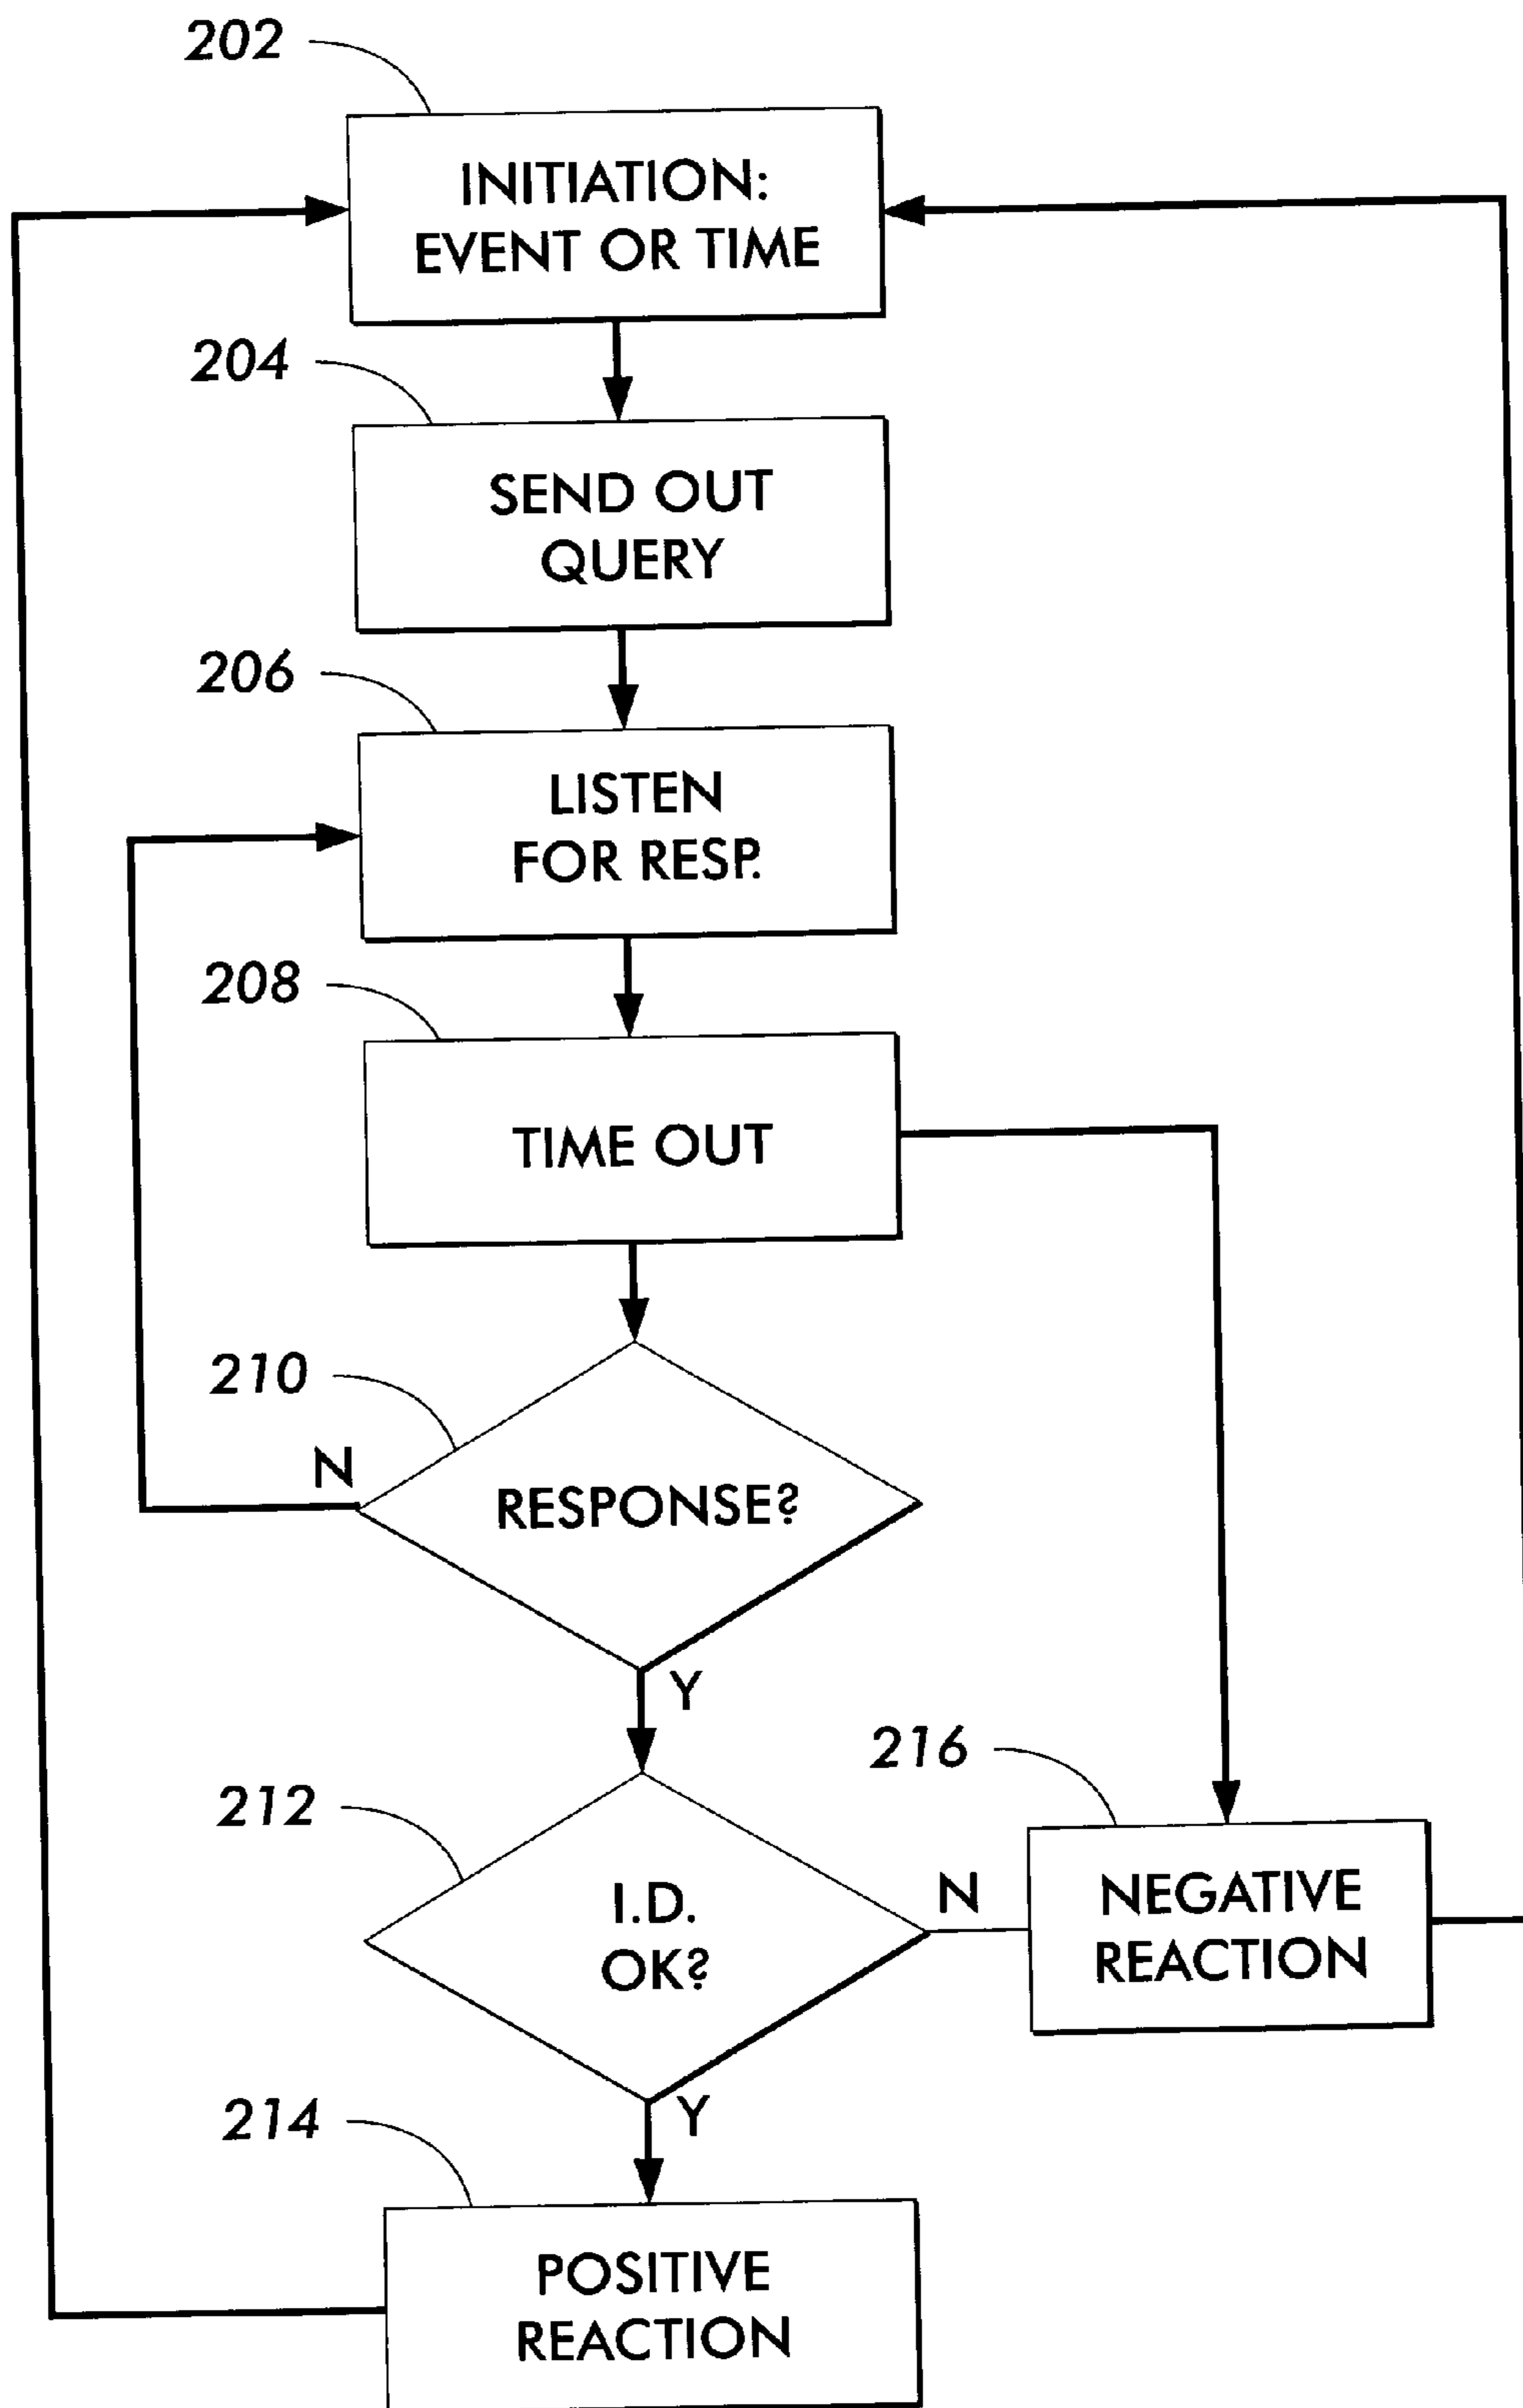 202
INITIATION:
EVENT OR TIME
204
SEND OUT
QUERY
206
LISTEN
FOR RESP.
208
TIME OUT
210
N
RESPONSE?
Y
216
212
I.D.
OK?
N
NEGATIVE
REACTION
Y
214
POSITIVE
REACTION